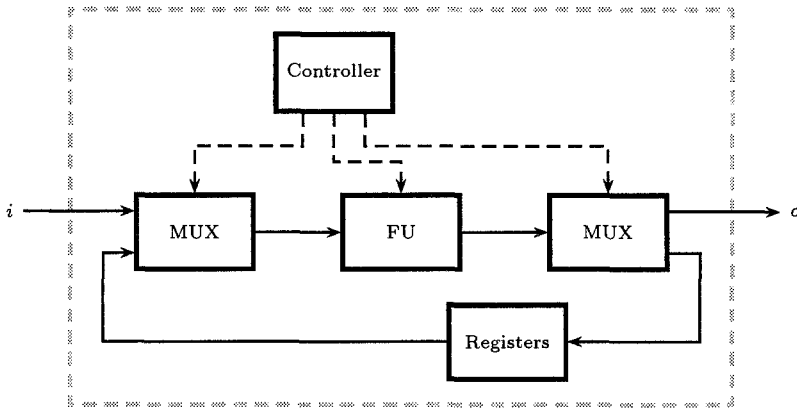 Controller
i
MUX
FU
MUX
o
Registers